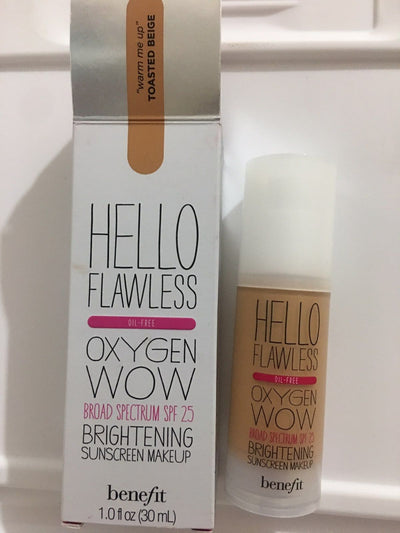 "warm me up"
TOASTED BEIGE
HELLO
FLAWLESS
OIL-FREE
OXYGEN
WOW
BROAD SPECTRUM SPF 25
BRIGHTENING
SUNSCREEN MAKEUP
benefit
1.0 fl oz (30 mL)
HELLO
FLAWLESS
OIL-FREE
OXYGEN
WOW
BROAD SPECTRUM SPF 25
BRIGHTENING
SUNSCREEN MAKEUP
benefit